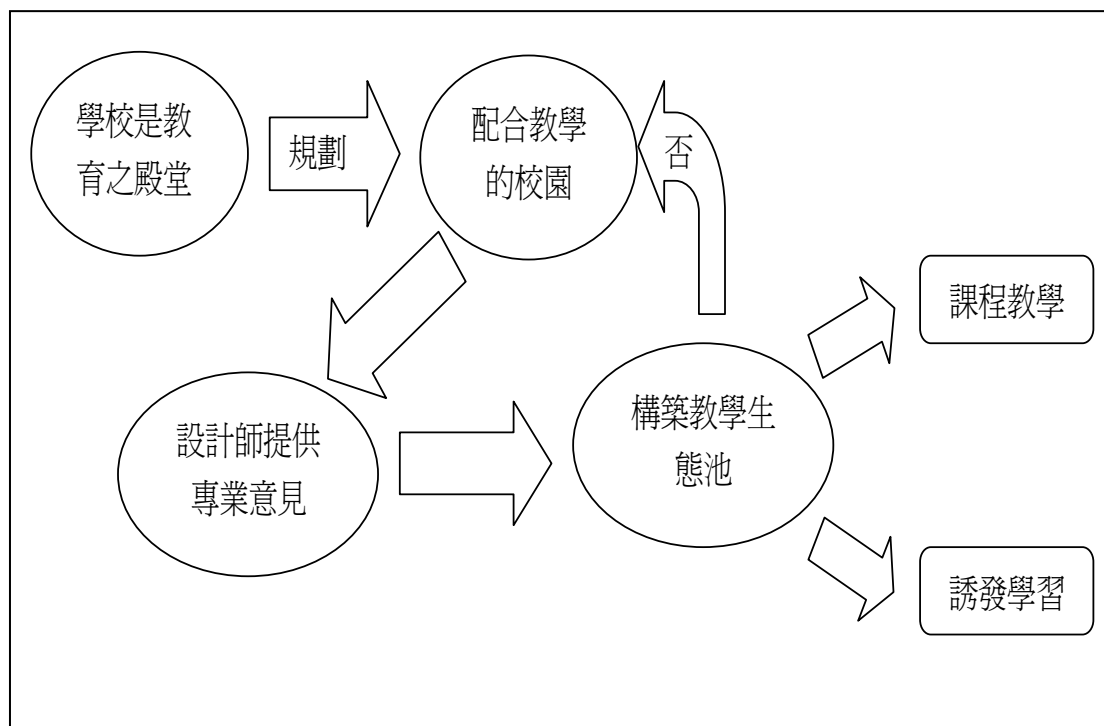 學校是教
育之殿堂
規劃
配合教學
的校園
否
課程教學
設計師提供
專業意見
構築教學生
態池
誘發學習